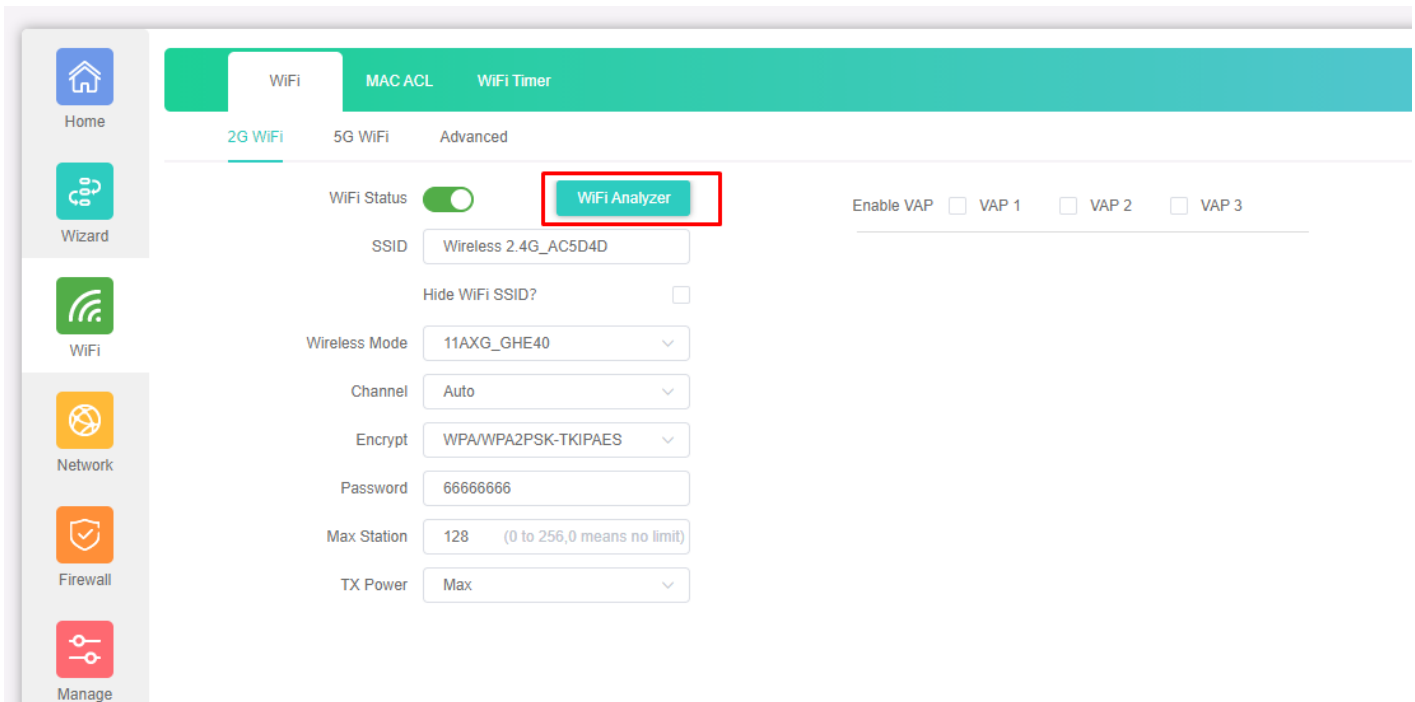 Home
Wizard
WiFi
Network
Firewall
Manage
WiFi MAC ACL WiFi Timer
2G WiFi 5G WiFi Advanced
WiFi Status WiFi Analyzer
SSID Wireless 2.4G_AC5D4D
Hide WiFi SSID?
Wireless Mode 11AXG_GHE40
Channel Auto
Encrypt WPA/WPA2PSK-TKIPAES
Password 66666666
Max Station 128 (0 to 256,0 means no limit)
TX Power Max
Enable VAP VAP 1 VAP 2 VAP 3